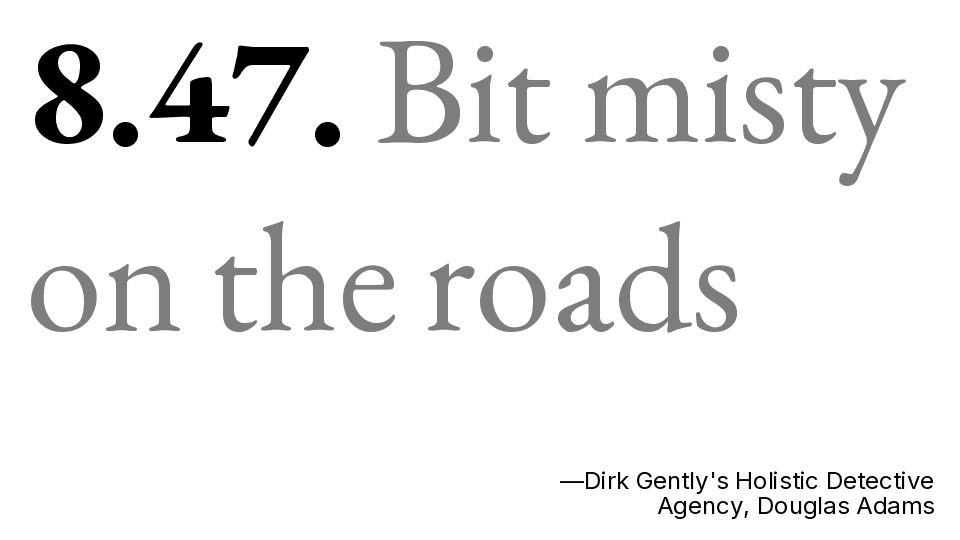 8.47. Bit misty
on the roads
—Dirk Gently's Holistic Detective
Agency, Douglas Adams